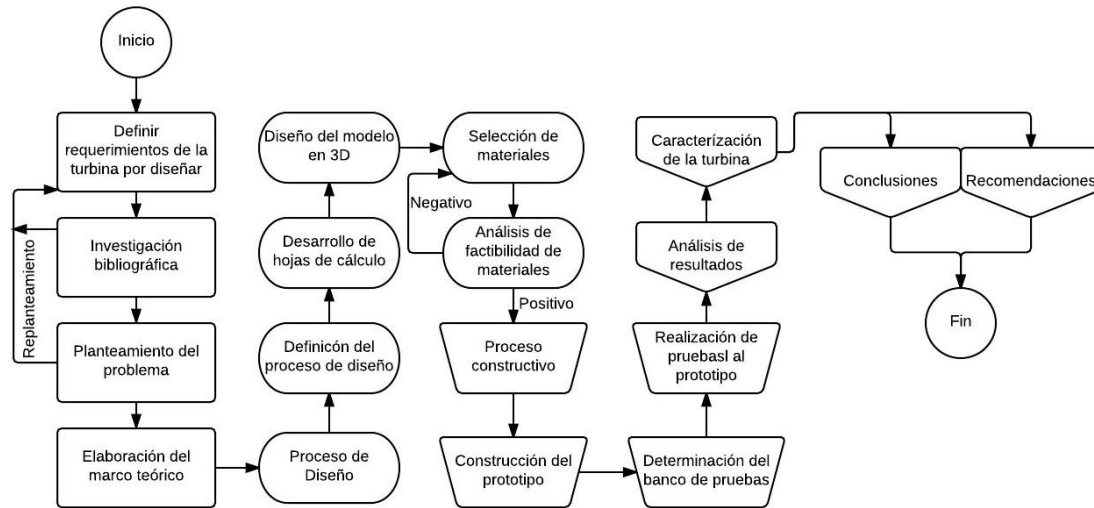 Inicio
Definir
requerimientos de la
turbina por diseñar
Investigación
bibliográfica
Replanteamiento
Planteamiento del
problema
Elaboración del
marco teórico
Proceso de
Diseño
Definicón del
proceso de diseño
Desarrollo de
hojas de cálculo
Diseño del modelo
en 3D
Selección de
materiales
Negativo
Análisis de
factibilidad de
materiales
Positivo
Proceso
constructivo
Construcción del
prototipo
Determinación del
banco de pruebas
Realización de
pruebasl al
prototipo
Análisis de
resultados
Caracterízación
de la turbina
Conclusiones
Recomendaciones
Fin